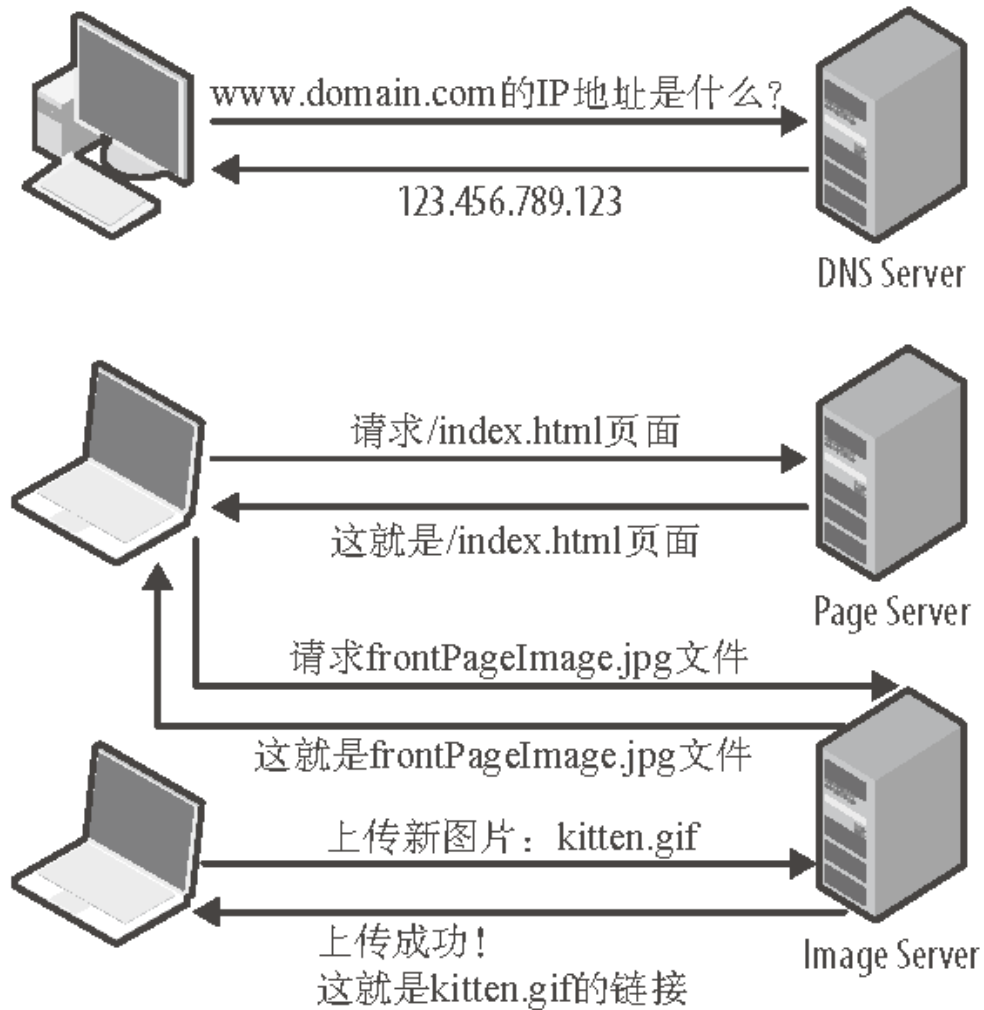 www.domain.com的IP地址是什么?
123.456.789.123
DNS Server
请求/index.html页面
这就是/index.html页面
Page Server
请求frontPageImage.jpg文件
这就是frontPageImage.jpg文件
上传新图片：kitten.gif
上传成功！
这就是kitten.gif的链接
Image Server